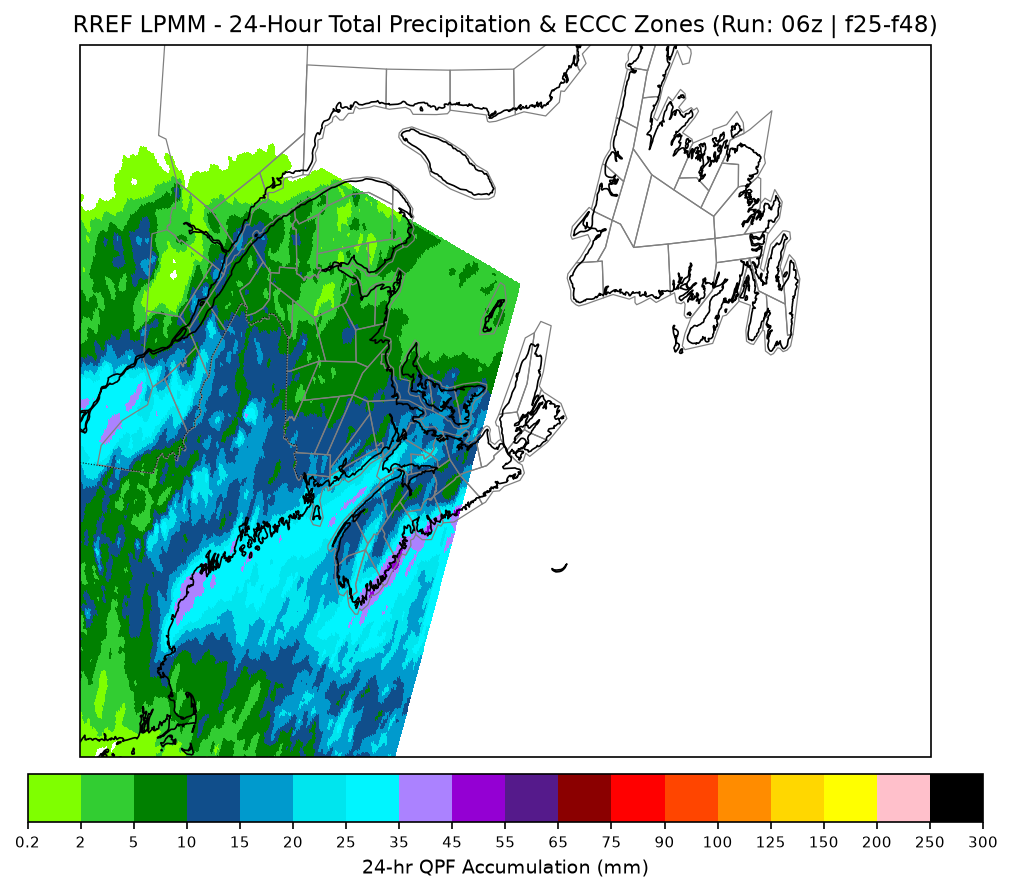 RREF LPMM - 24-Hour Total Precipitation & ECCC Zones (Run: 06z | f25-f48)
0.2 2 5 10 15 20 25 35 45 55 65 75 90 100 125 150 200 250 300
24-hr QPF Accumulation (mm)